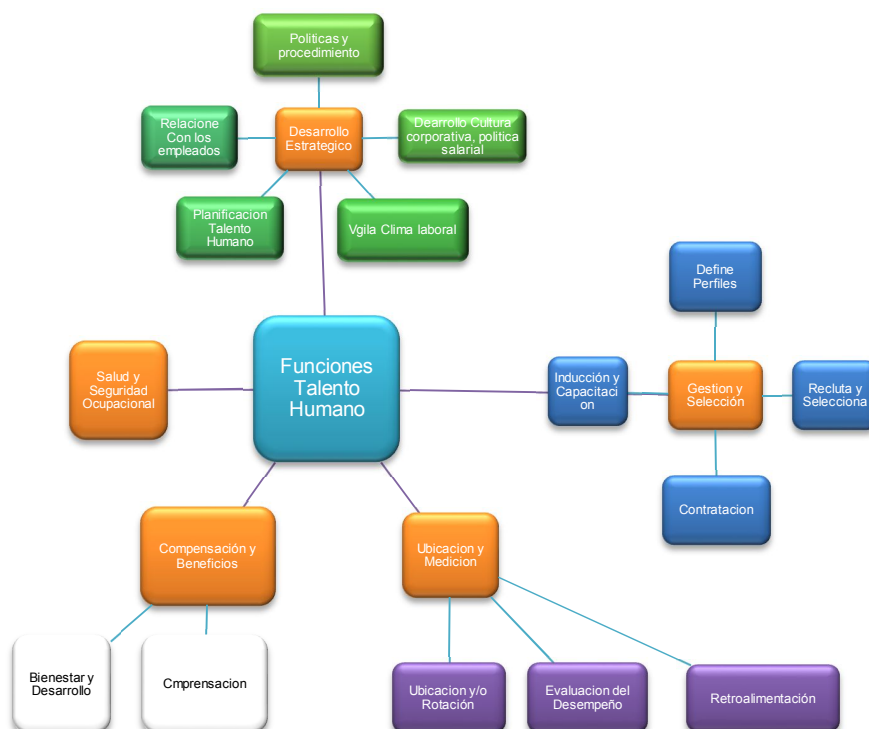 Politicas y
procedimiento
Relacione
Con los
empleados
Desarrollo
Estrategico
Dearrollo Cultura
corporativa, politica
salarial
Planificacion
Talento
Humano
Vgila Clima laboral
Define
Perfiles
Funciones
Talento
Humano
Salud y
Seguridad
Ocupacional
Inducción y
Capacitaci
on
Gestion y
Selección
Recluta y
Selecciona
Contratacion
Compensación y
Beneficios
Ubicacion y
Medicion
Bienestar y
Desarrollo
Cmprensacion
Ubicacion y/o
Rotación
Evaluacion del
Desempeño
Retroalimentación